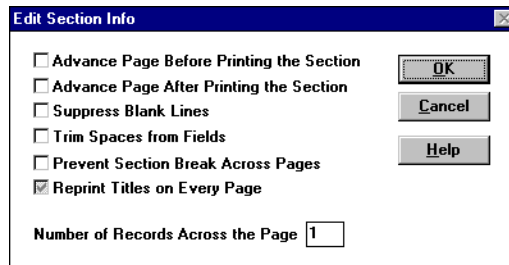 Edit Section Info
Advance Page Before Printing the Section
Advance Page After Printing the Section
Suppress Blank Lines
Trim Spaces from Fields
Prevent Section Break Across Pages
Reprint Titles on Every Page
Number of Records Across the Page 1
OK
Cancel
Help